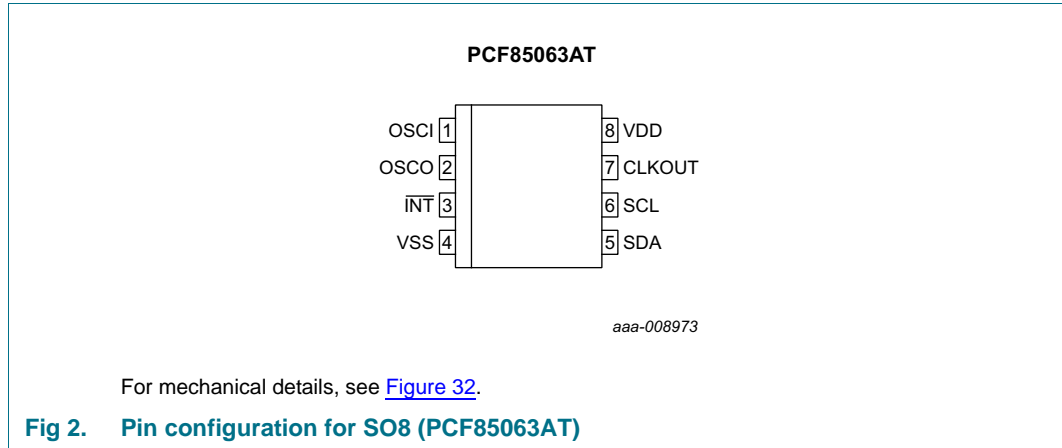 PCF85063AT
OSCI 1 8 VDD
OSCO 2 7 CLKOUT
INT 3 6 SCL
VSS 4 5 SDA
aaa-008973
For mechanical details, see Figure 32.
Fig 2. Pin configuration for SO8 (PCF85063AT)